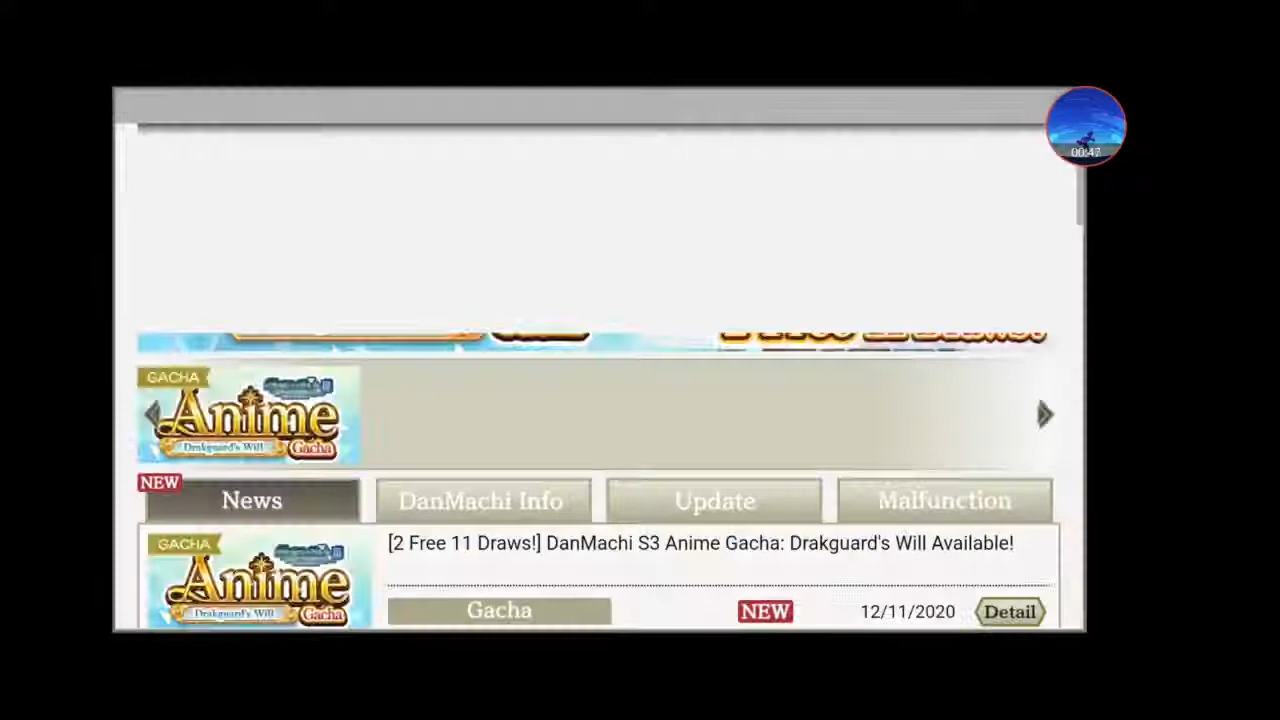 00:47
GACHA
Anime
Drakguard's Will Gacha
NEW
News
DanMachi Info
Update
Malfunction
GACHA
Anime
Drakguard's Will Gacha
[2 Free 11 Draws!] DanMachi S3 Anime Gacha: Drakguard's Will Available!
Gacha
NEW
12/11/2020
Detail